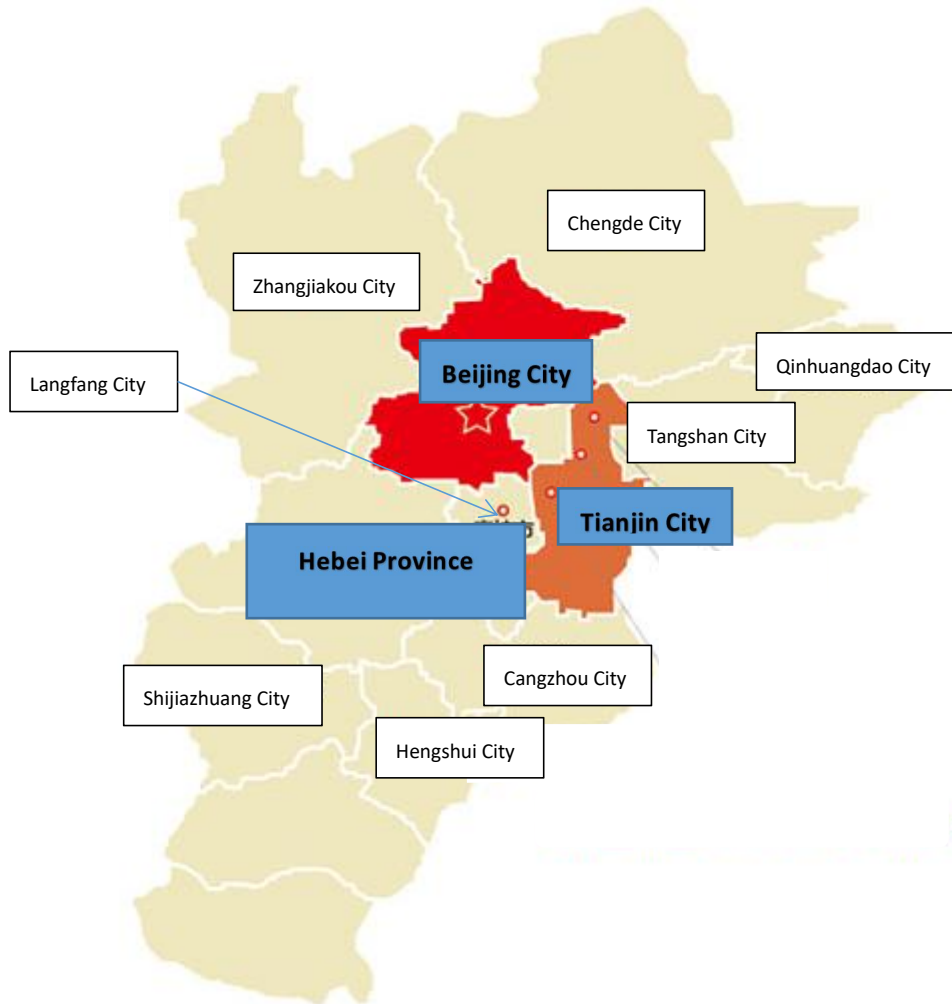 Chengde City
Zhangjiakou City
Beijing City
Qinhuangdao City
Langfang City
Tangshan City
Tianjin City
Hebei Province
Cangzhou City
Shijiazhuang City
Hengshui City